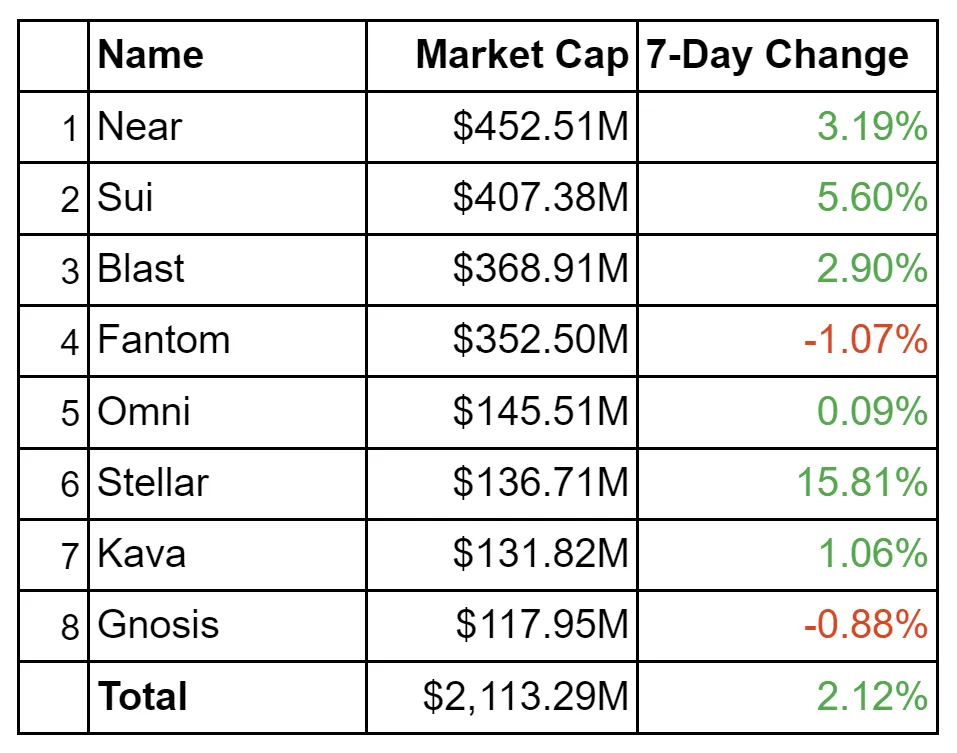 Name Market Cap 7-Day Change
1 Near $452.51M 3.19%
2 Sui $407.38M 5.60%
3 Blast $368.91M 2.90%
4 Fantom $352.50M -1.07%
5 Omni $145.51M 0.09%
6 Stellar $136.71M 15.81%
7 Kava $131.82M 1.06%
8 Gnosis $117.95M -0.88%
Total $2,113.29M 2.12%